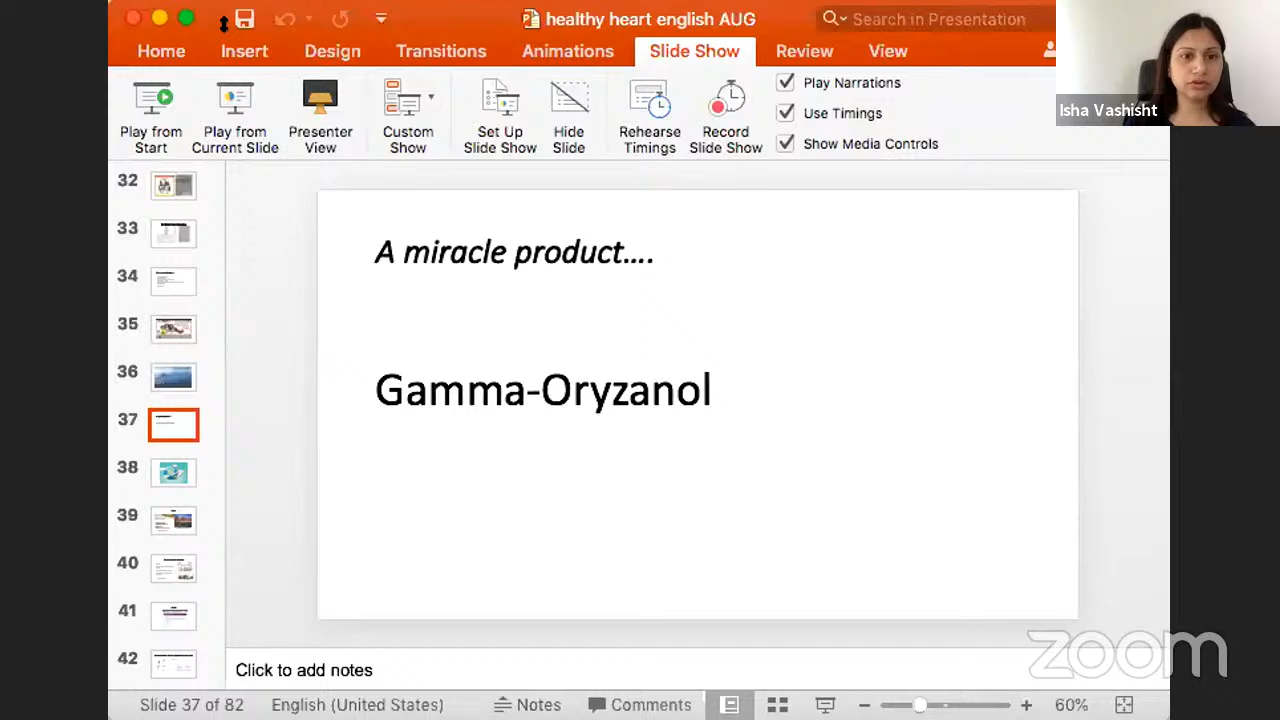 healthy heart english AUG
Search in Presentation
Home
Insert
Design
Transitions
Animations
Slide Show
Review
View
Play from
Start
Play from
Current Slide
Presenter
View
Custom
Show
Set Up
Slide Show
Hide
Slide
Rehearse
Timings
Record
Slide Show
Play Narrations
Use Timings
Show Media Controls
Isha Vashisht
32
33
34
35
36
37
38
39
40
41
42
A miracle product....
Gamma-Oryzanol
Click to add notes
zoom
Slide 37 of 82
English (United States)
Notes
Comments
60%